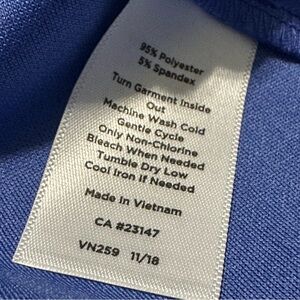 95% Polyester
5% Spandex
Turn Garment Inside
Out
Machine Wash Cold
Gentle Cycle
Only Non-Chlorine
Bleach When Needed
Tumble Dry Low
Cool Iron If Needed
Made in Vietnam
CA #23147
VN259 11/18